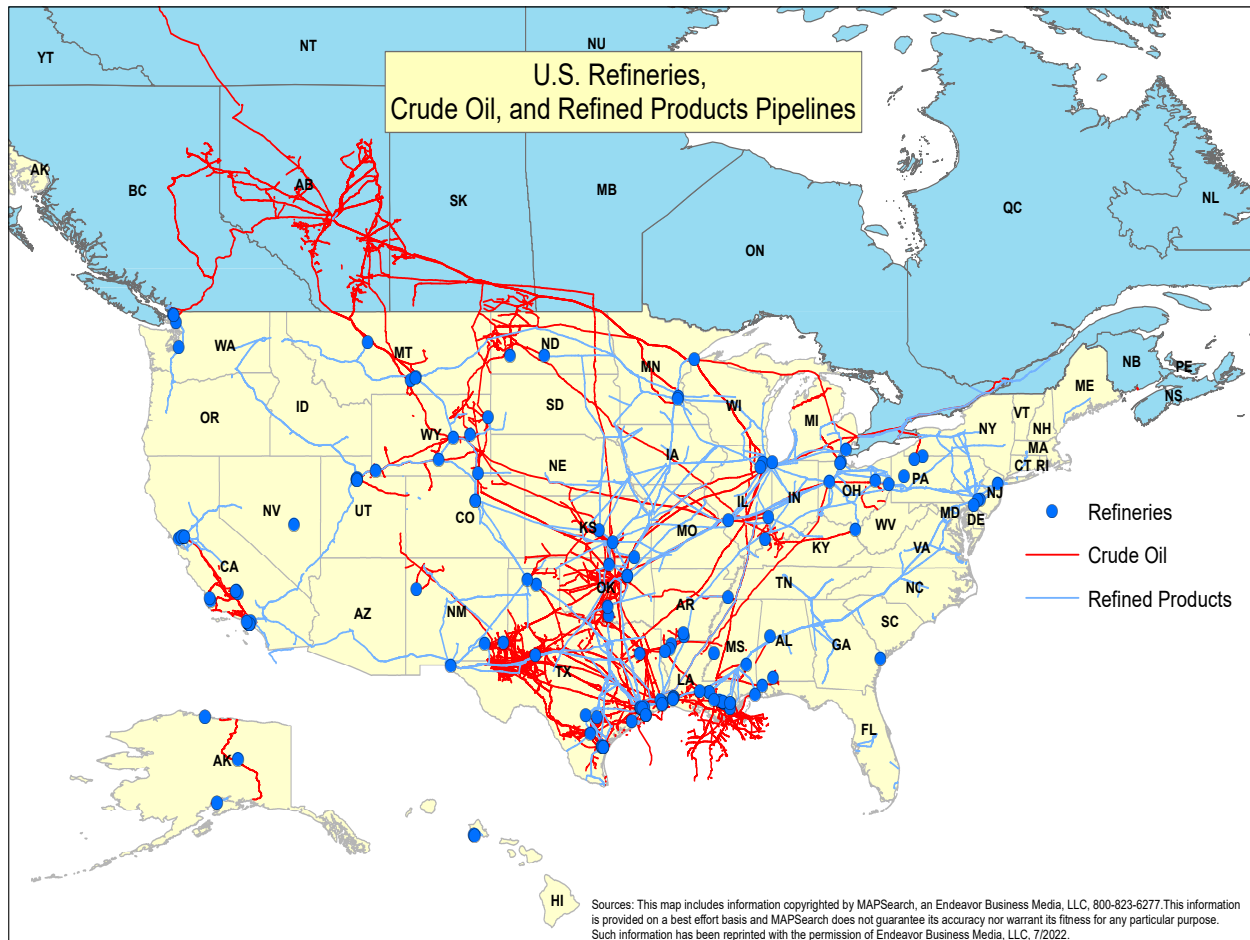 NT
NU
YT
U.S. Refineries,
Crude Oil, and Refined Products Pipelines
AK
BC
AB
SK
MB
ON
QC
NL
NB
PE
NS
WA
MT
ND
MN
ME
OR
ID
SD
WI
MI
VT
NH
NY
MA
CT RI
WY
NE
IA
PA
NJ
NV
UT
CO
KS
MO
IL
IN
OH
WV
MD
DE
VA
KY
CA
AZ
NM
OK
AR
TN
NC
SC
TX
LA
MS
AL
GA
FL
Refineries
Crude Oil
Refined Products
AK
HI
Sources: This map includes information copyrighted by MAPSearch, an Endeavor Business Media, LLC, 800-823-6277.This information
is provided on a best effort basis and MAPSearch does not guarantee its accuracy nor warrant its fitness for any particular purpose.
Such information has been reprinted with the permission of Endeavor Business Media, LLC, 7/2022.